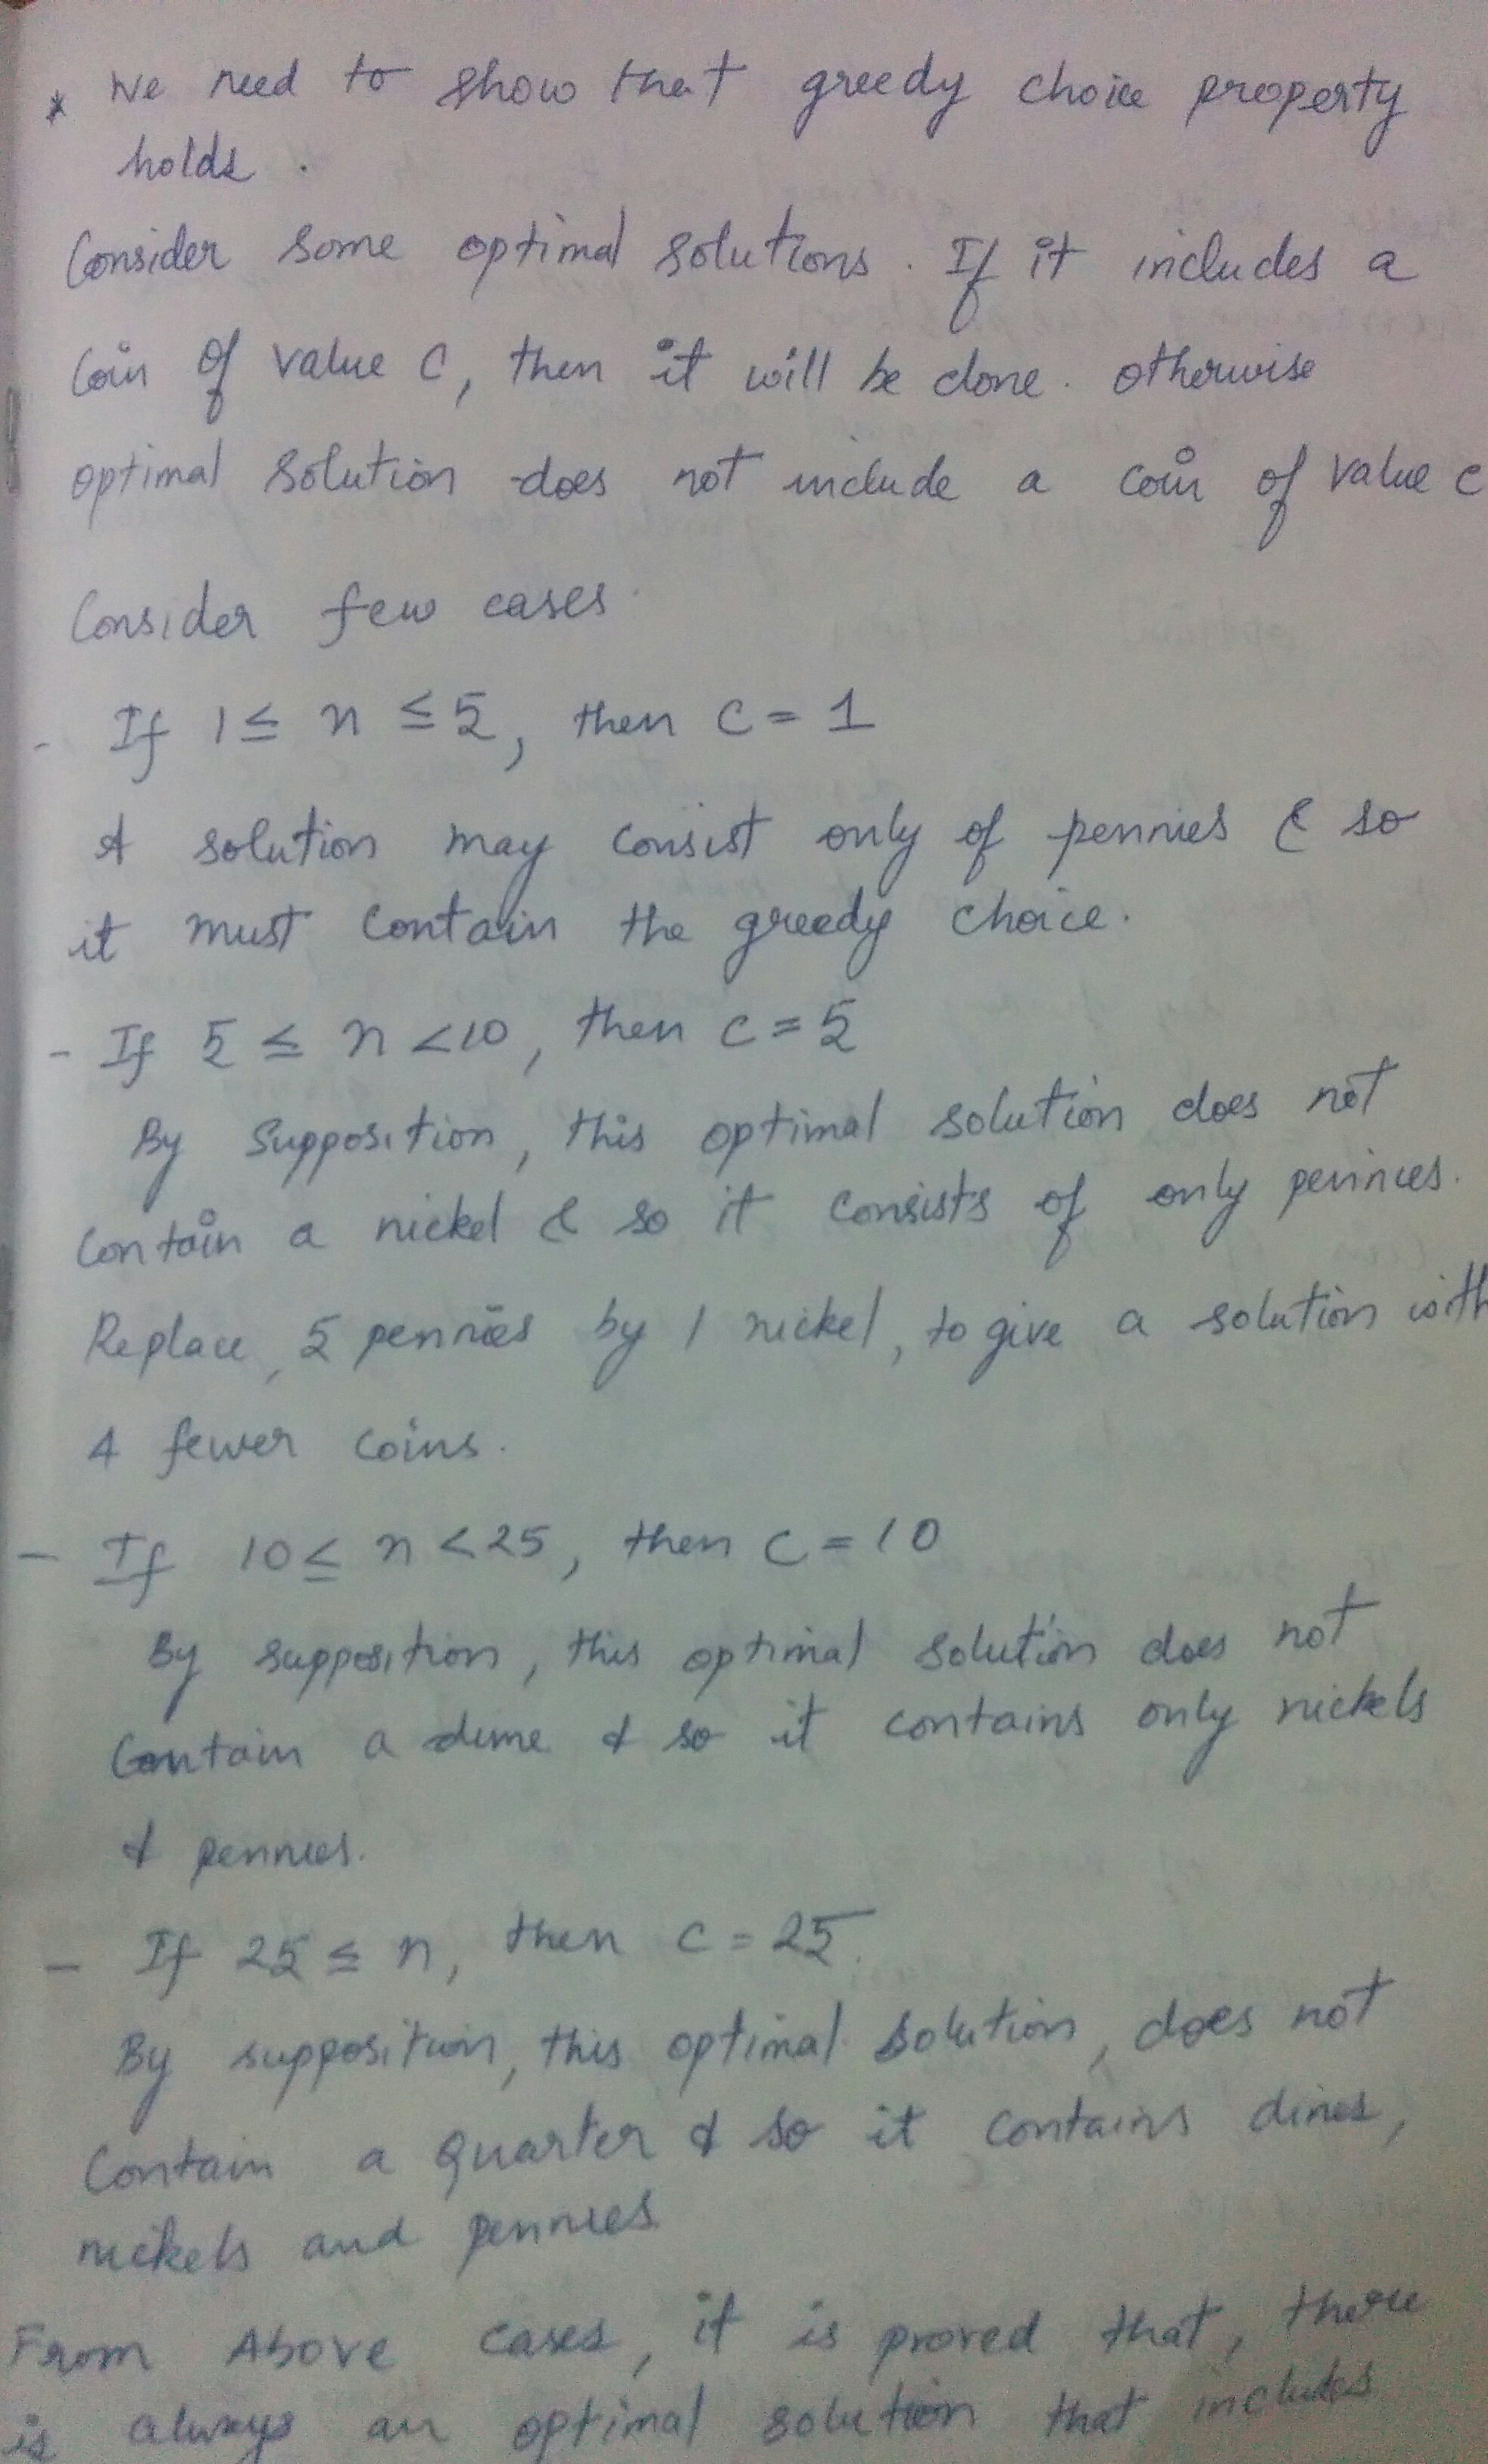 * We need to show that greedy choice property
holds.
Consider some optimal solutions. If it includes a
coin of value C, then it will be done. otherwise
optimal solution does not include a coin of value c
Consider few cases.
- If 1 ≤ n ≤ 5, then C = 1
A solution may consist only of pennies & so
it must contain the greedy choice.
- If 5 ≤ n < 10, then C = 5
By Supposition, this optimal solution does not
contain a nickel & so it consists of only pennies.
Replace, 5 pennies by 1 nickel, to give a solution with
4 fewer coins.
- If 10 ≤ n < 25, then C = 10
By supposition, this optimal solution does not
Contain a dime & so it contains only nickels
& pennies.
- If 25 ≤ n, then C = 25.
By supposition, this optimal solution, does not
Contain a quarter & so it contains dimes,
nickels and pennies
From Above cases, it is proved that, there
is always an optimal solution that includes